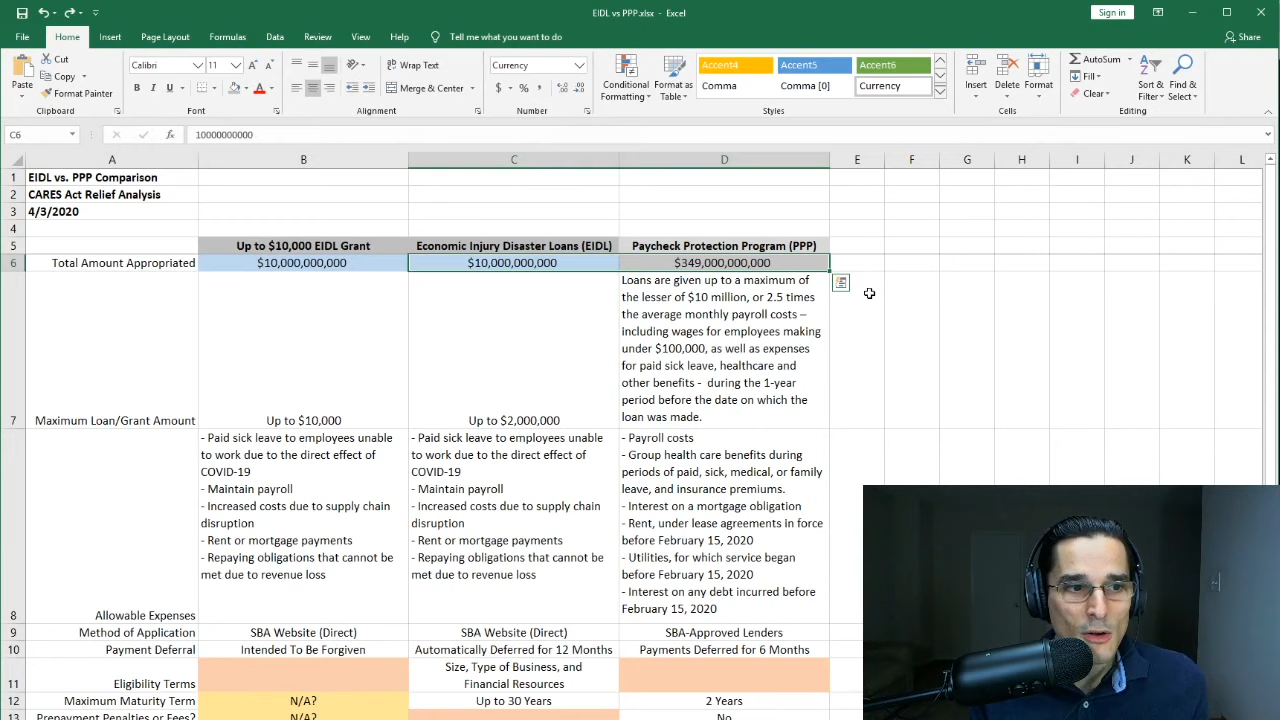 EIDL vs PPP.xlsx - Excel
Sign in
File Home Insert Page Layout Formulas Data Review View Help Tell me what you want to do Share
Paste
Cut
Copy
Format Painter
Clipboard
Calibri 11
B I U
Font
Wrap Text
Merge & Center
Alignment
Currency
$ % ,
Number
Conditional Formatting
Format as Table
Accent4 Accent5 Accent6
Comma Comma [0] Currency
Styles
Insert Delete Format
Cells
AutoSum
Fill
Clear
Sort & Filter
Find & Select
Editing
C6 fx 10000000000
A B C D E F G H I J K L
1 EIDL vs. PPP Comparison
2 CARES Act Relief Analysis
3 4/3/2020
4
5 Up to $10,000 EIDL Grant Economic Injury Disaster Loans (EIDL) Paycheck Protection Program (PPP)
6 Total Amount Appropriated $10,000,000,000 $10,000,000,000 $349,000,000,000
Loans are given up to a maximum of
the lesser of $10 million, or 2.5 times
the average monthly payroll costs –
including wages for employees making
under $100,000, as well as expenses
for paid sick leave, healthcare and
other benefits - during the 1-year
period before the date on which the
loan was made.
7 Maximum Loan/Grant Amount Up to $10,000 Up to $2,000,000
- Paid sick leave to employees unable
to work due to the direct effect of
COVID-19
- Maintain payroll
- Increased costs due to supply chain
disruption
- Rent or mortgage payments
- Repaying obligations that cannot be
met due to revenue loss
- Paid sick leave to employees unable
to work due to the direct effect of
COVID-19
- Maintain payroll
- Increased costs due to supply chain
disruption
- Rent or mortgage payments
- Repaying obligations that cannot be
met due to revenue loss
- Payroll costs
- Group health care benefits during
periods of paid, sick, medical, or family
leave, and insurance premiums.
- Interest on a mortgage obligation
- Rent, under lease agreements in force
before February 15, 2020
- Utilities, for which service began
before February 15, 2020
- Interest on any debt incurred before
February 15, 2020
8 Allowable Expenses
9 Method of Application SBA Website (Direct) SBA Website (Direct) SBA-Approved Lenders
10 Payment Deferral Intended To Be Forgiven Automatically Deferred for 12 Months Payments Deferred for 6 Months
Size, Type of Business, and
11 Eligibility Terms Financial Resources
12 Maximum Maturity Term N/A? Up to 30 Years 2 Years
Prepayment Penalties or Fees? N/A? No